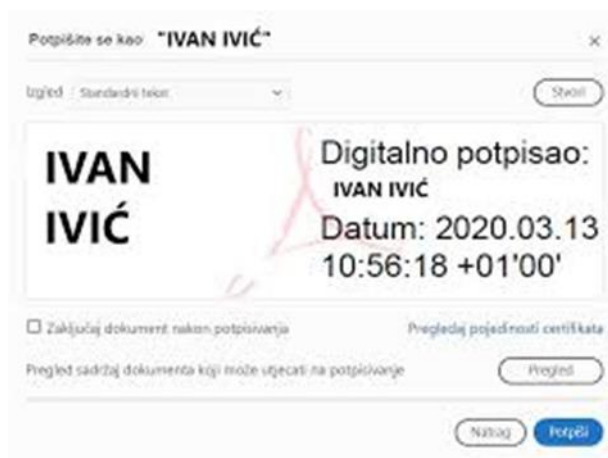 Potpišite se kao "IVAN IVIĆ"
×
Izgled Standardni tekst
Stvori
IVAN
IVIĆ
Digitalno potpisao:
IVAN IVIĆ
Datum: 2020.03.13
10:56:18 +01'00'
Zaključaj dokument nakon potpisivanja
Pregledaj pojedinosti certifikata
Pregled sadržaj dokumenta koji može utjecati na potpisivanje
Pregled
Natrag
Potpiši